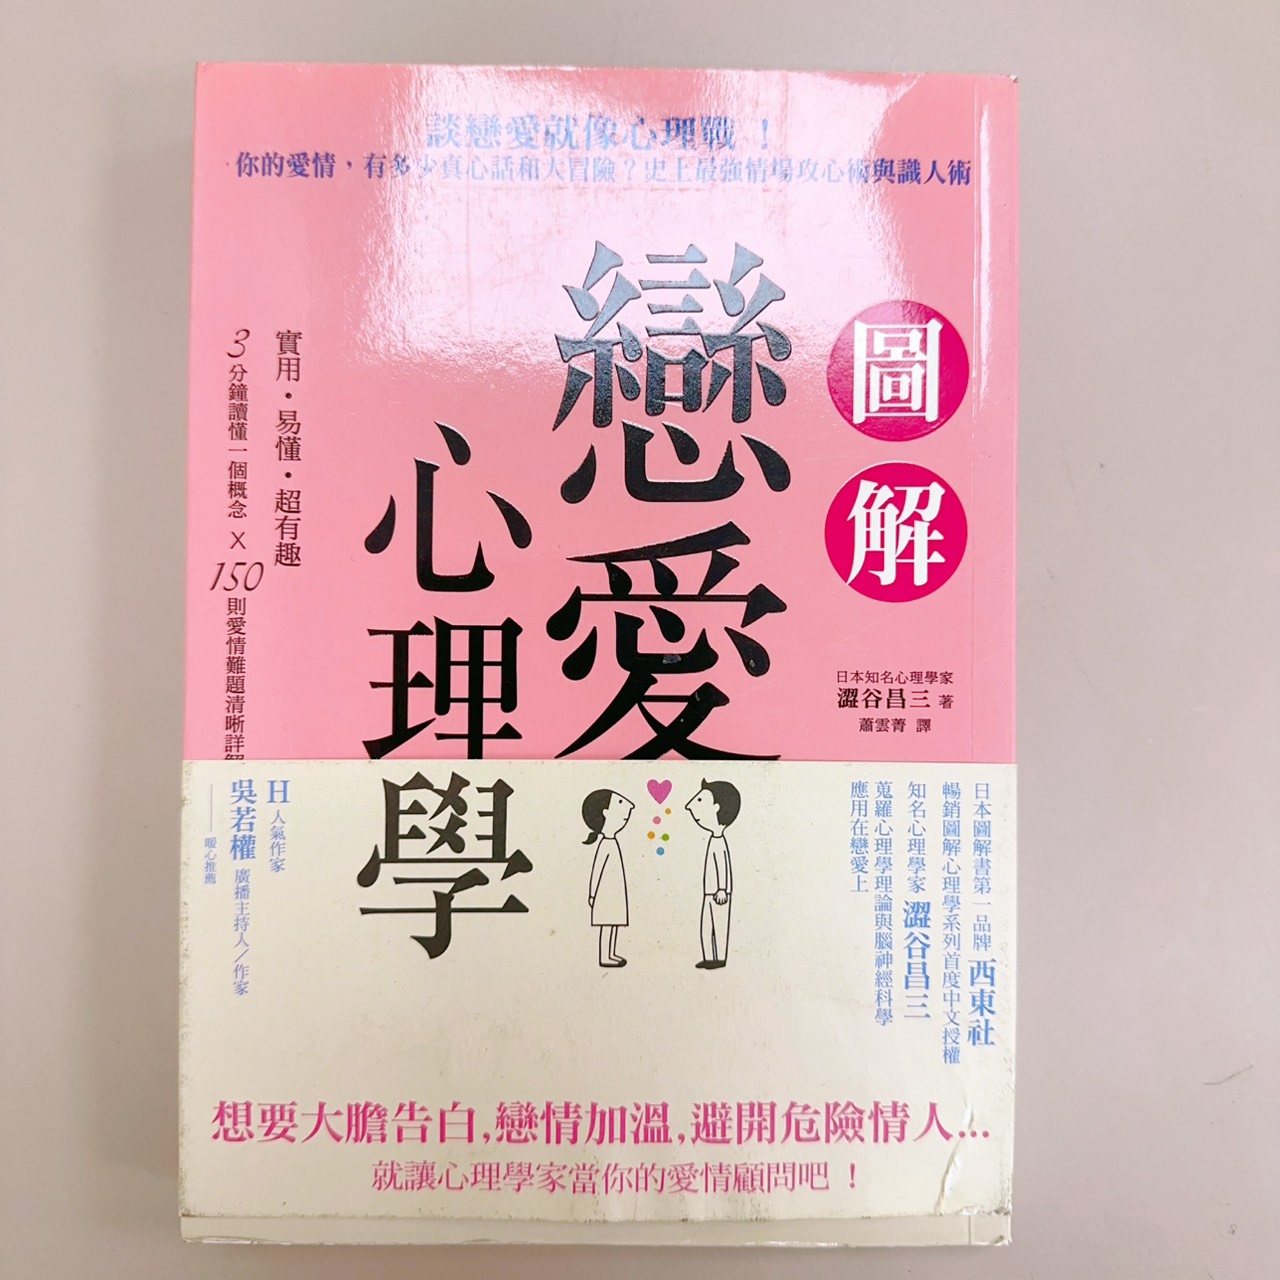 談戀愛就像心理戰！
你的愛情，有多少真心話和大冒險？史上最強情場攻心術與識人術
圖解
戀愛
心理學
實用・易懂・超有趣
3分鐘讀懂一個概念 X 150則愛情難題清晰詳解
日本知名心理學家
澀谷昌三 著
蕭雲菁 譯
日本圖解書第一品牌 西東社
暢銷圖解心理學系列首度中文授權
知名心理學家 澀谷昌三
蒐羅心理學理論與腦神經科學
應用在戀愛上
H 人氣作家
吳若權 廣播主持人／作家
——暖心推薦
想要大膽告白,戀情加溫,避開危險情人...
就讓心理學家當你的愛情顧問吧！